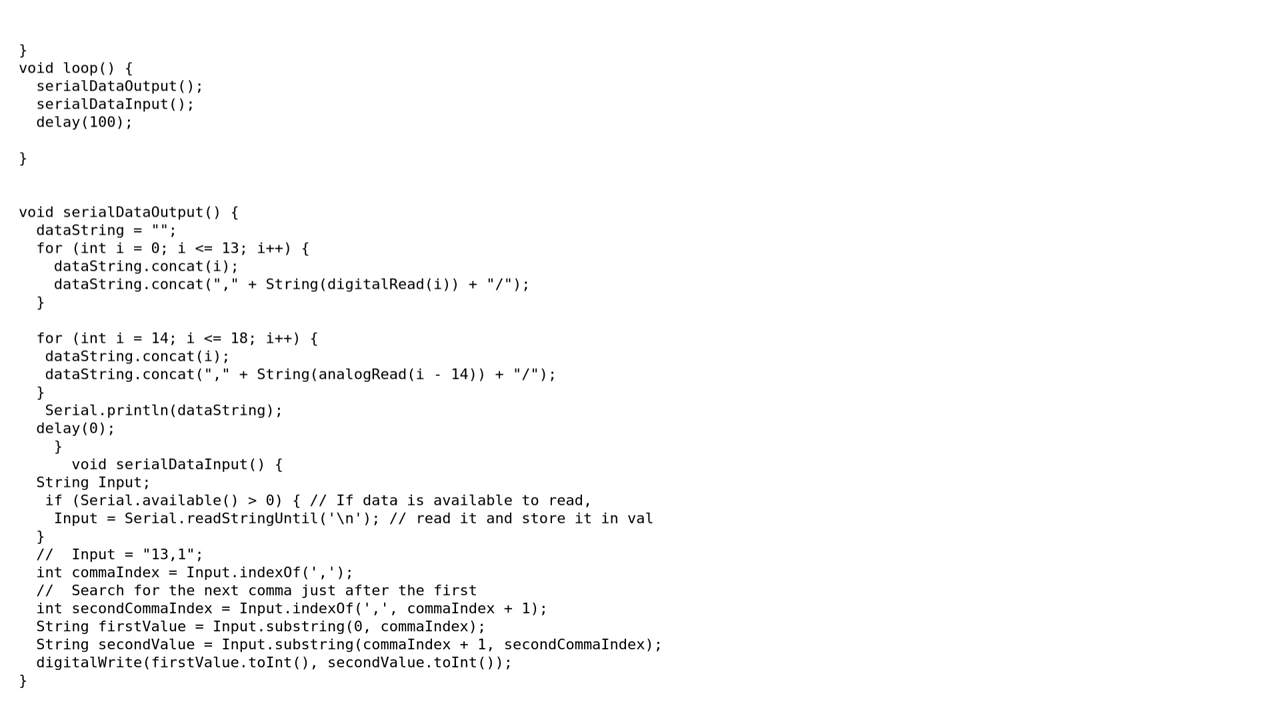 }
void loop() {
  serialDataOutput();
  serialDataInput();
  delay(100);

}


void serialDataOutput() {
  dataString = "";
  for (int i = 0; i <= 13; i++) {
    dataString.concat(i);
    dataString.concat("," + String(digitalRead(i)) + "/");
  }

  for (int i = 14; i <= 18; i++) {
   dataString.concat(i);
   dataString.concat("," + String(analogRead(i - 14)) + "/");
  }
   Serial.println(dataString);
  delay(0);
    }
      void serialDataInput() {
  String Input;
   if (Serial.available() > 0) { // If data is available to read,
    Input = Serial.readStringUntil('\n'); // read it and store it in val
  }
  //  Input = "13,1";
  int commaIndex = Input.indexOf(',');
  //  Search for the next comma just after the first
  int secondCommaIndex = Input.indexOf(',', commaIndex + 1);
  String firstValue = Input.substring(0, commaIndex);
  String secondValue = Input.substring(commaIndex + 1, secondCommaIndex);
  digitalWrite(firstValue.toInt(), secondValue.toInt());
}